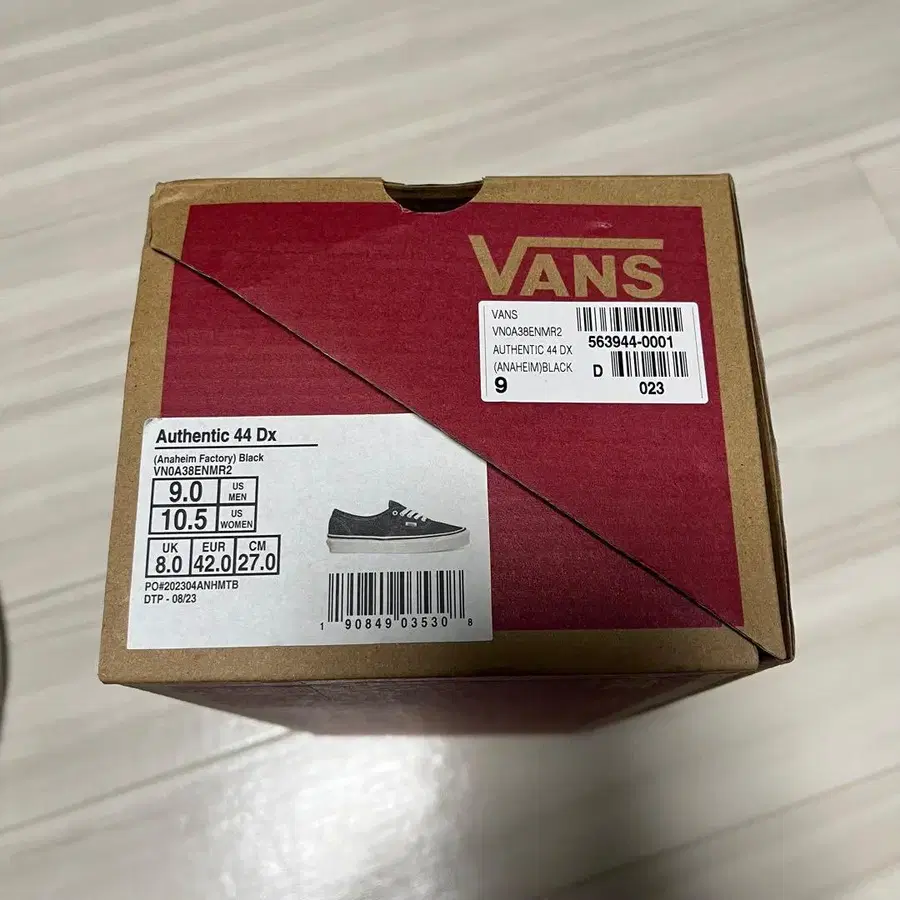 VANS
VANS
VN0A38ENMR2
AUTHENTIC 44 DX
(ANAHEIM)BLACK
9
563944-0001
D
023
Authentic 44 Dx
(Anaheim Factory) Black
VN0A38ENMR2
9.0 US MEN
10.5 US WOMEN
UK EUR CM
8.0 42.0 27.0
PO#202304ANHMTB
DTP - 08/23
1 90849 03530 8